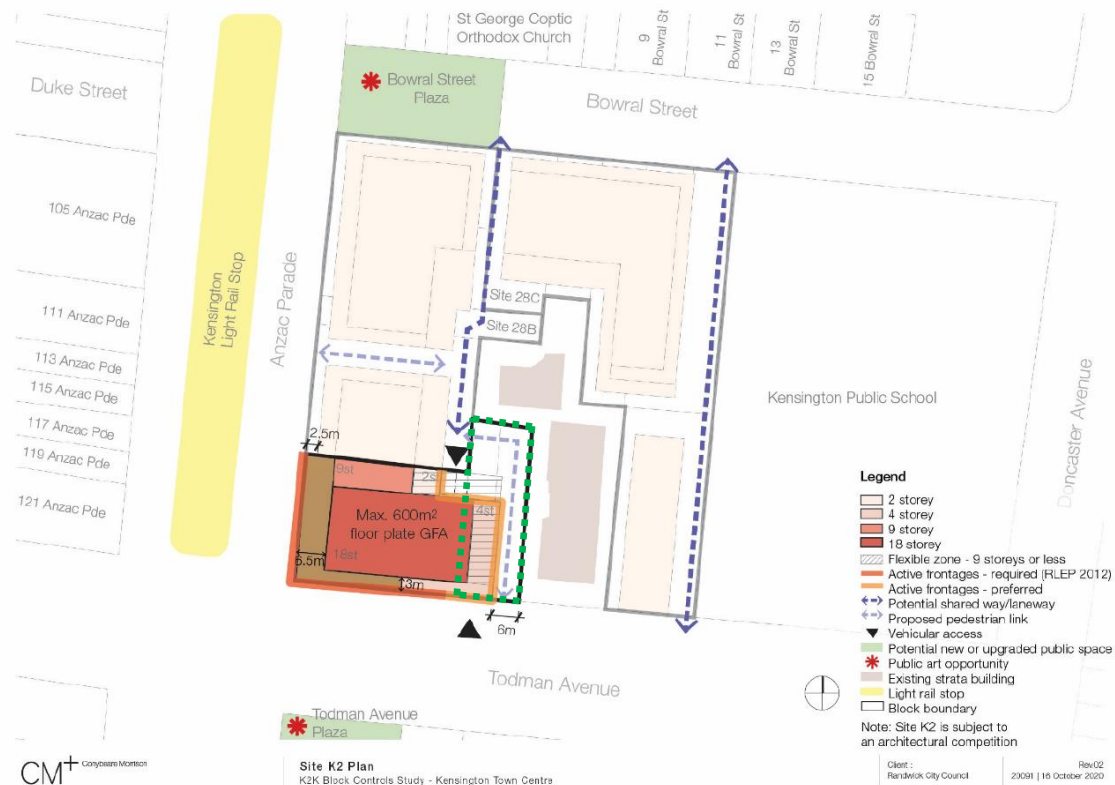 St George Coptic
Orthodox Church
9
Bowral St
11
Bowral St
13
Bowral St
15 Bowral St
Duke Street
Bowral Street
Plaza
Bowral Street
105 Anzac Pde
111 Anzac Pde
113 Anzac Pde
115 Anzac Pde
117 Anzac Pde
119 Anzac Pde
121 Anzac Pde
Kensington
Light Rail Stop
Anzac Parade
Site 28C
Site 28B
Kensington Public School
Doncaster Avenue
2.5m
9st
2st
4st
Max. 600m²
floor plate GFA
18st
6.5m
3m
6m
Todman Avenue
Todman Avenue
Plaza
Legend
2 storey
4 storey
9 storey
18 storey
Flexible zone - 9 storeys or less
Active frontages - required (RLEP 2012)
Active frontages - preferred
Potential shared way/laneway
Proposed pedestrian link
Vehicular access
Potential new or upgraded public space
Public art opportunity
Existing strata building
Light rail stop
Block boundary
Note: Site K2 is subject to
an architectural competition
CM+ Conybeare Morrison
Site K2 Plan
K2K Block Controls Study - Kensington Town Centre
Client :
Randwick City Council
Rev02
20091 | 16 October 2020